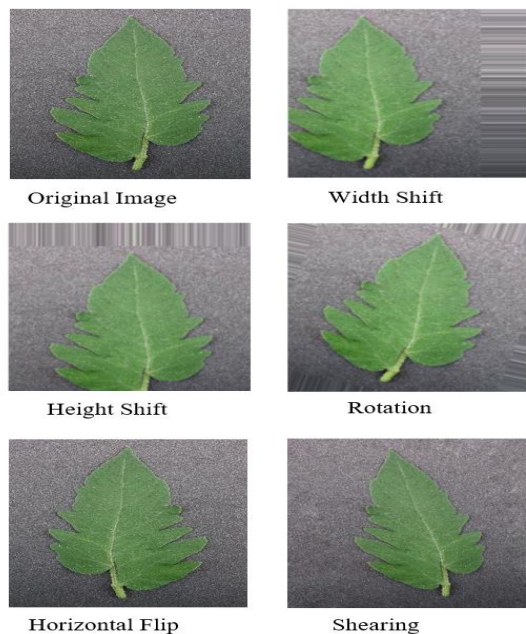 Original Image
Width Shift
Height Shift
Rotation
Horizontal Flip
Shearing